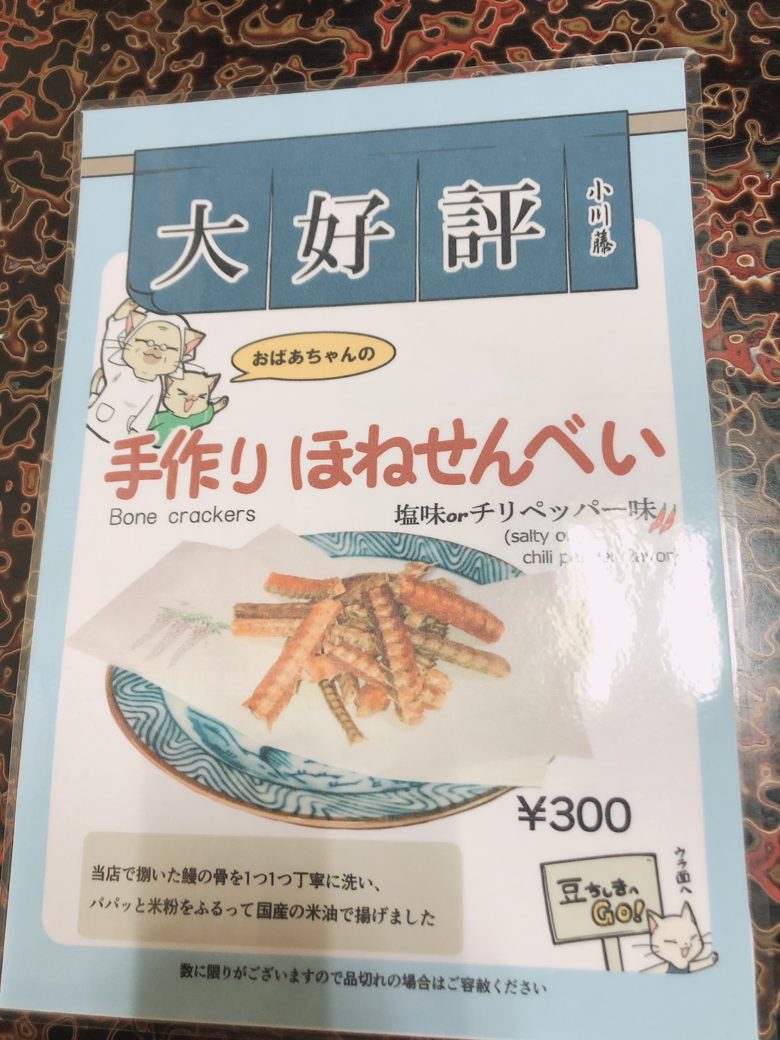 大好評
小川藤
おばあちゃんの
手作り ほねせんべい
Bone crackers
塩味orチリペッパー味
(salty
chili
¥300
当店で捌いた鰻の骨を1つ1つ丁寧に洗い、
パパッと米粉をふるって国産の米油で揚げました
ウラ面へ
豆ちしきへ
GO!
数に限りがございますので品切れの場合はご容赦ください